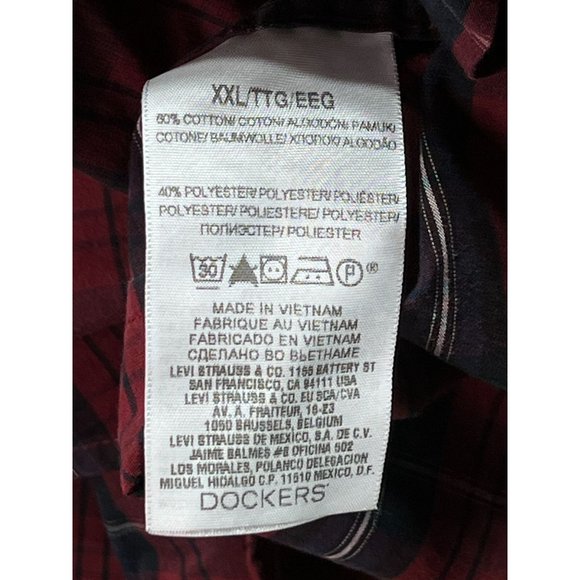 XXL/TTG/EEG
60% COTTON/ COTON/ ALGODÓN/ PAMUK/
COTONE/ BAUMWOLLE/ ХЛОПОК/ ALGODÃO
40% POLYESTER/ POLYESTER/ POLIÉSTER/
POLYESTER/ POLIESTERE/ POLYESTER/
ПОЛИЭСТЕР/ POLIESTER
30 P (R)
MADE IN VIETNAM
FABRIQUE AU VIETNAM
FABRICADO EN VIETNAM
СДЕЛАНО ВО ВЬЕТНАМЕ
LEVI STRAUSS & CO. 1155 BATTERY ST
SAN FRANCISCO, CA 94111 USA
LEVI STRAUSS & CO. EU SCA/CVA
AV. A. FRAITEUR, 15-23
1050 BRUSSELS, BELGIUM
LEVI STRAUSS DE MEXICO, S.A. DE C.V.
JAIME BALMES #8 OFICINA 502
LOS MORALES, POLANCO DELEGACION
MIGUEL HIDALGO C.P. 11510 MEXICO, D.F.
DOCKERS®